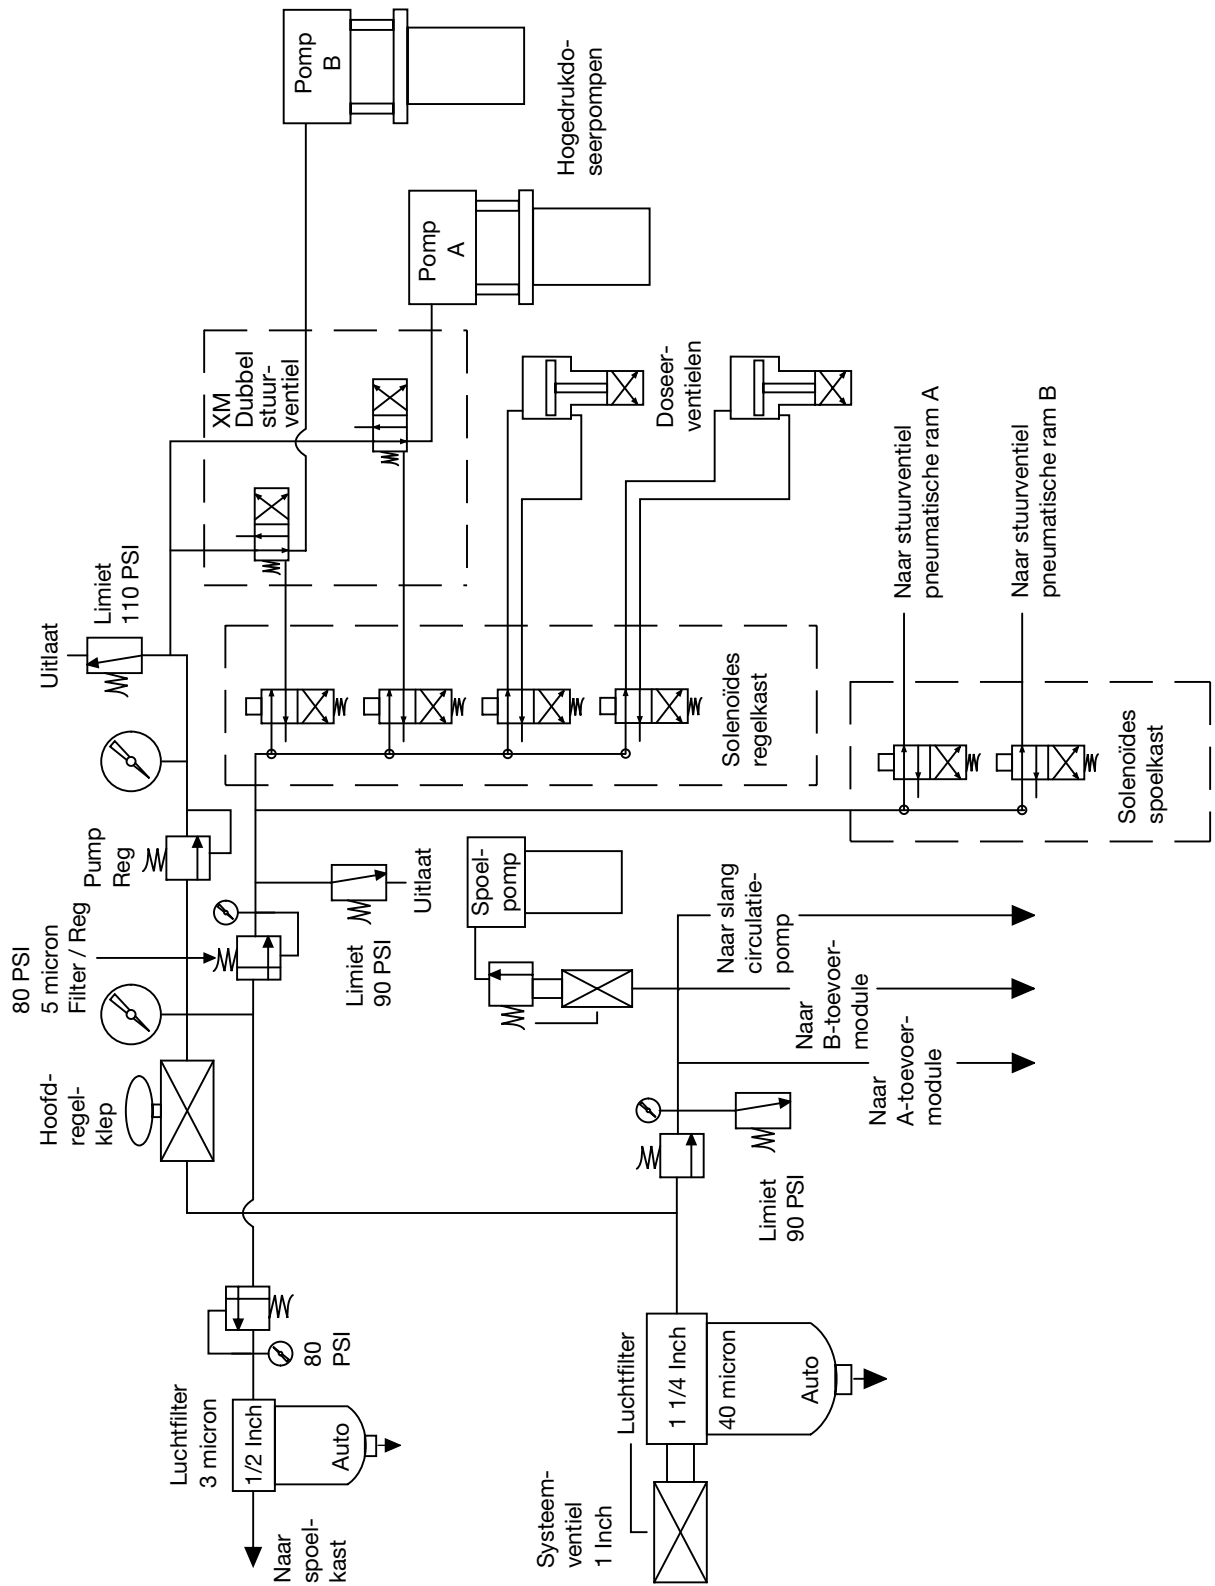 Pomp
B
Hogedrukdo-
seerpompen
Pomp
A
XM
Dubbel
stuur-
ventiel
Doseer-
ventielen
Naar stuurventiel
pneumatische ram A
Naar stuurventiel
pneumatische ram B
Uitlaat
Limiet
110 PSI
Solenoïdes
regelkast
Solenoïdes
spoelkast
Pump
Reg
80 PSI
5 micron
Filter / Reg
Limiet
90 PSI
Uitlaat
Spoel-
pomp
Naar slang
circulatie-
pomp
Naar
B-toevoer-
module
Naar
A-toevoer-
module
Hoofd-
regel-
klep
Limiet
90 PSI
80
PSI
Luchtfilter
3 micron
1/2 Inch
Auto
Naar
spoel-
kast
Luchtfilter
1 1/4 Inch
40 micron
Auto
Systeem-
ventiel
1 Inch